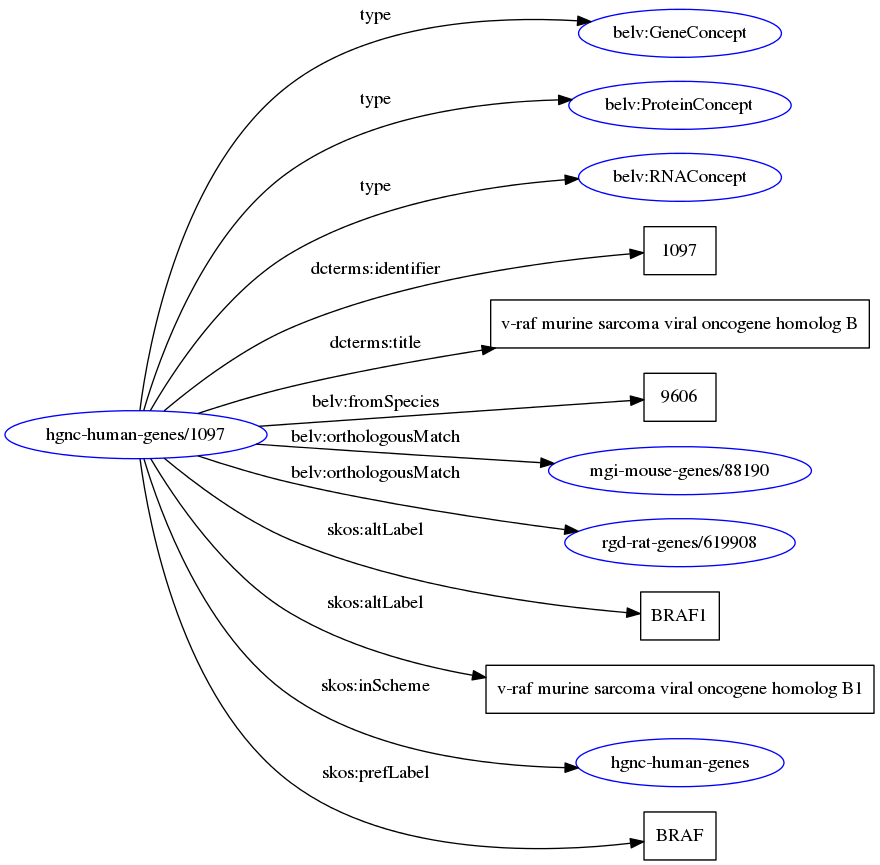 type
belv:GeneConcept
type
belv:ProteinConcept
type
belv:RNAConcept
dcterms:identifier
1097
dcterms:title
v-raf murine sarcoma viral oncogene homolog B
belv:fromSpecies
9606
hgnc-human-genes/1097
belv:orthologousMatch
mgi-mouse-genes/88190
belv:orthologousMatch
rgd-rat-genes/619908
skos:altLabel
BRAF1
skos:altLabel
v-raf murine sarcoma viral oncogene homolog B1
skos:inScheme
hgnc-human-genes
skos:prefLabel
BRAF